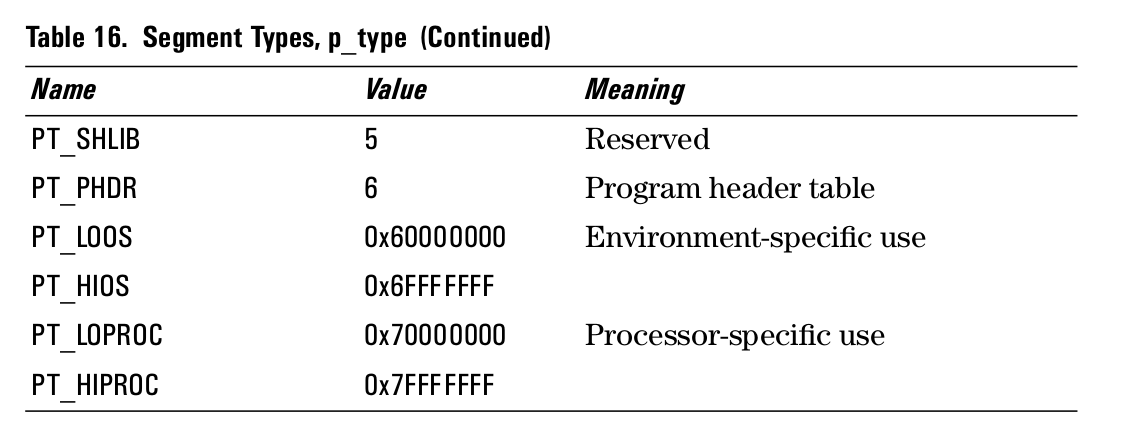 Table 16. Segment Types, p_type (Continued)
Name Value Meaning
PT_SHLIB 5 Reserved
PT_PHDR 6 Program header table
PT_LOOS 0x60000000 Environment-specific use
PT_HIOS 0x6FFFFFFF
PT_LOPROC 0x70000000 Processor-specific use
PT_HIPROC 0x7FFFFFFF